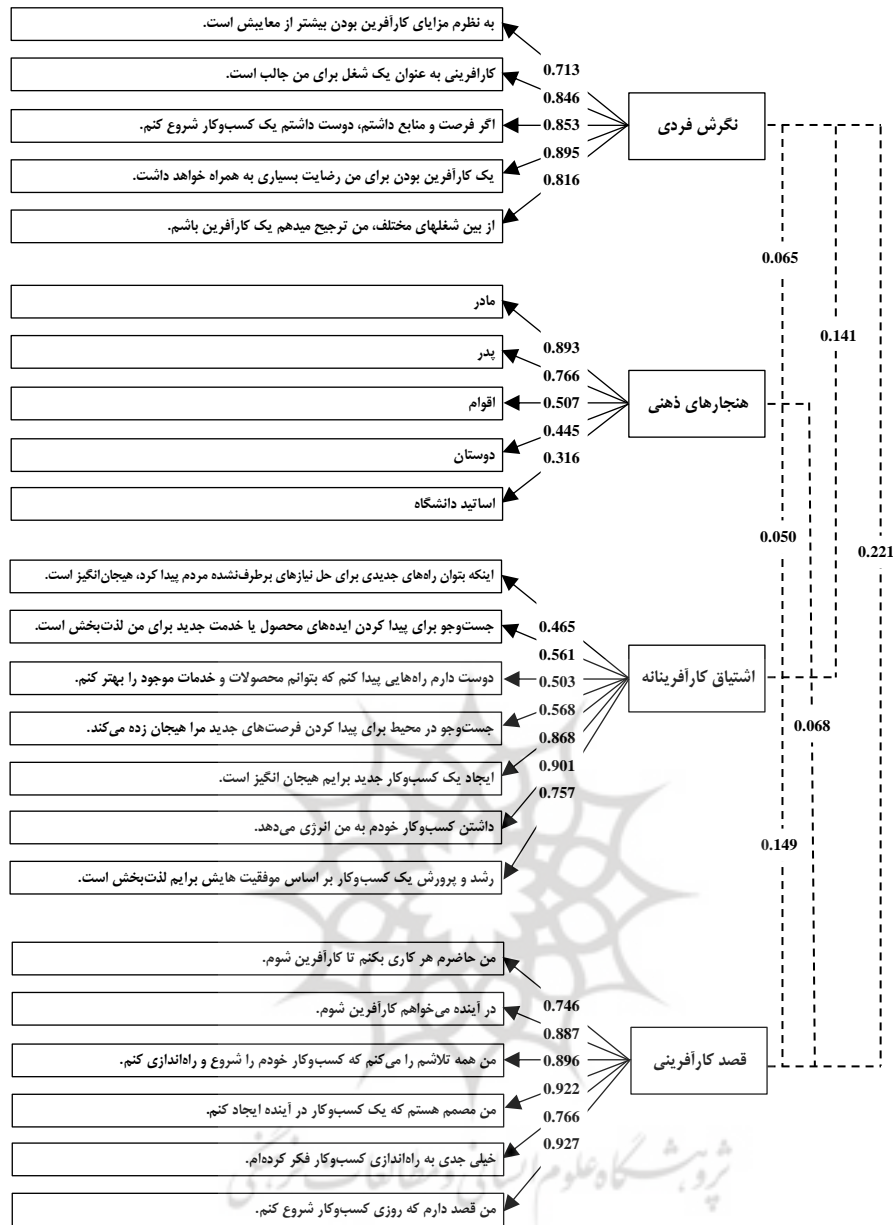 به نظرم مزایای کارآفرین بودن بیشتر از معایبش است.
کارافرینی به عنوان یک شغل برای من جالب است.
اگر فرصت و منابع داشتم، دوست داشتم یک کسب‌وکار شروع کنم.
یک کارآفرین بودن برای من رضایت بسیاری به همراه خواهد داشت.
از بین شغلهای مختلف، من ترجیح میدهم یک کارآفرین باشم.
0.713
0.846
0.853
0.895
0.816
نگرش فردی
مادر
پدر
اقوام
دوستان
اساتید دانشگاه
0.893
0.766
0.507
0.445
0.316
هنجارهای ذهنی
اینکه بتوان راه‌های جدیدی برای حل نیازهای برطرف‌نشده مردم پیدا کرد، هیجان‌انگیز است.
جست‌وجو برای پیدا کردن ایده‌های محصول یا خدمت جدید برای من لذت‌بخش است.
دوست دارم راه‌هایی پیدا کنم که بتوانم محصولات و خدمات موجود را بهتر کنم.
جست‌وجو در محیط برای پیدا کردن فرصت‌های جدید مرا هیجان زده می‌کند.
ایجاد یک کسب‌وکار جدید برایم هیجان انگیز است.
داشتن کسب‌وکار خودم به من انرژی می‌دهد.
رشد و پرورش یک کسب‌وکار بر اساس موفقیت هایش برایم لذت‌بخش است.
0.465
0.561
0.503
0.568
0.868
0.901
0.757
اشتیاق کارآفرینانه
من حاضرم هر کاری بکنم تا کارآفرین شوم.
در آینده می‌خواهم کارآفرین شوم.
من همه تلاشم را می‌کنم که کسب‌وکار خودم را شروع و راه‌اندازی کنم.
من مصمم هستم که یک کسب‌وکار در آینده ایجاد کنم.
خیلی جدی به راه‌اندازی کسب‌وکار فکر کرده‌ام.
من قصد دارم که روزی کسب‌وکار شروع کنم.
0.746
0.887
0.896
0.922
0.766
0.927
قصد کارآفرینی
0.065
0.141
0.050
0.221
0.068
0.149
پژوهشگاه علوم انسانی و مطالعات فرهنگی